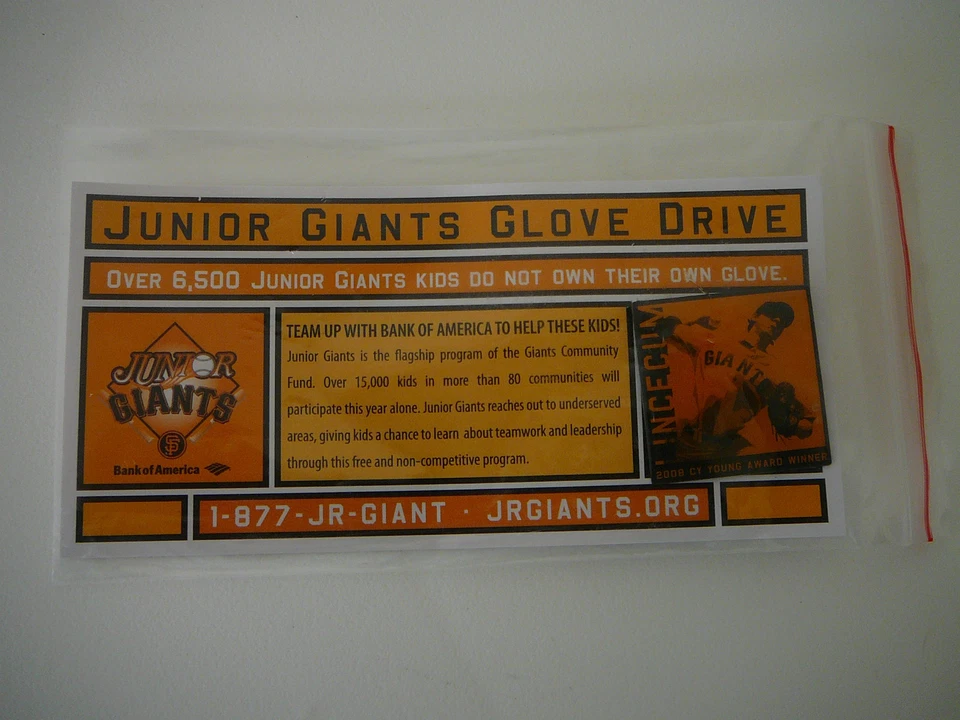 JUNIOR GIANTS GLOVE DRIVE
OVER 6,500 JUNIOR GIANTS KIDS DO NOT OWN THEIR OWN GLOVE.
JUNIOR
GIANTS
SF
Bank of America
TEAM UP WITH BANK OF AMERICA TO HELP THESE KIDS!
Junior Giants is the flagship program of the Giants Community
Fund. Over 15,000 kids in more than 80 communities will
participate this year alone. Junior Giants reaches out to underserved
areas, giving kids a chance to learn about teamwork and leadership
through this free and non-competitive program.
LINCECUM
GIANTS
2008 CY YOUNG AWARD WINNER
1-877-JR-GIANT · JRGIANTS.ORG